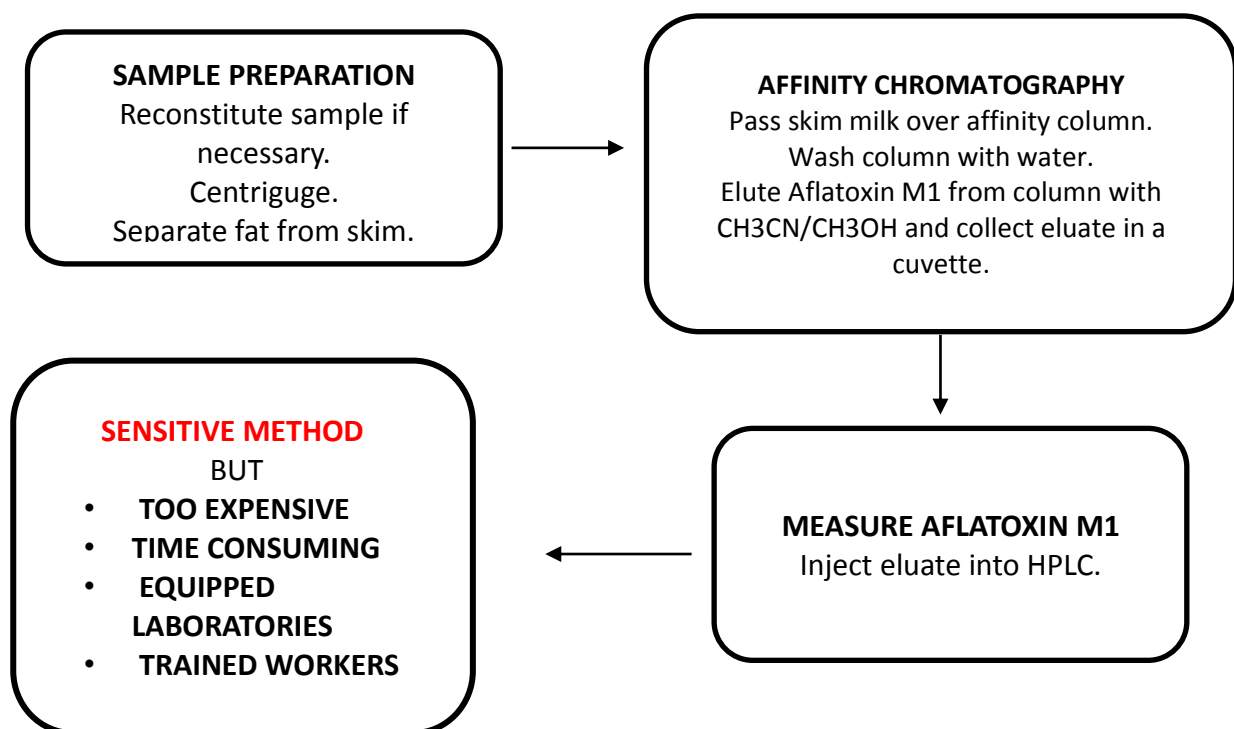 SAMPLE PREPARATION
Reconstitute sample if
necessary.
Centriguge.
Separate fat from skim.
AFFINITY CHROMATOGRAPHY
Pass skim milk over affinity column.
Wash column with water.
Elute Aflatoxin M1 from column with
CH3CN/CH3OH and collect eluate in a
cuvette.
MEASURE AFLATOXIN M1
Inject eluate into HPLC.
SENSITIVE METHOD
BUT
• TOO EXPENSIVE
• TIME CONSUMING
• EQUIPPED
LABORATORIES
• TRAINED WORKERS